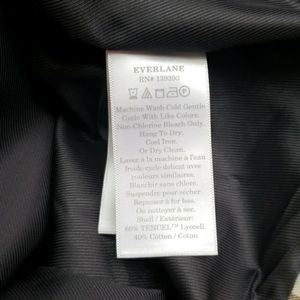 EVERLANE
RN# 139390
Machine Wash Cold Gentle
Cycle With Like Colors.
Non-Chlorine Bleach Only.
Hang To Dry.
Cool Iron.
Or Dry Clean.
Laver à la machine à l'eau
froide cycle délicat avec
couleurs similaires.
Blanchir sans chlore.
Suspendre pour sécher.
Repasser à fer bas.
Ou nettoyer à sec.
Shell / Extérieur:
60% TENCEL™ Lyocell
40% Cotton / Coton